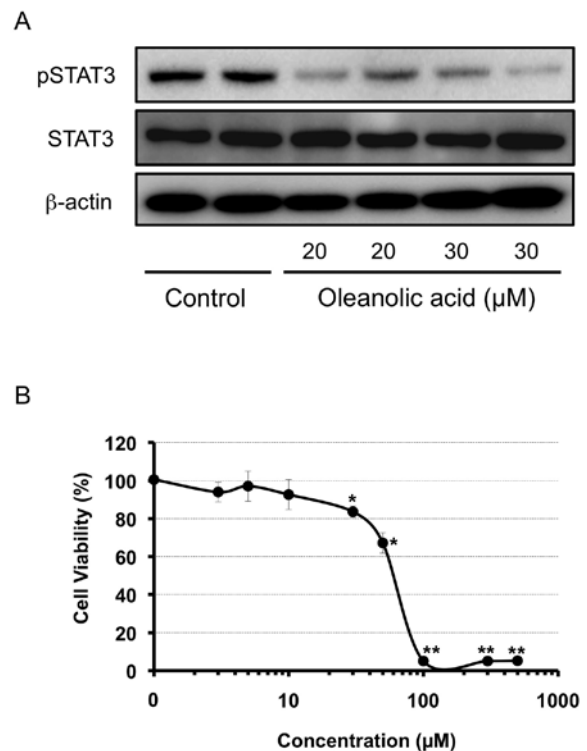 A
pSTAT3
STAT3
β-actin
20 20 30 30
Control Oleanolic acid (µM)
B
120
100
80
60
40
20
0
Cell Viability (%)
*
*
** ** **
0 10 100 1000
Concentration (µM)